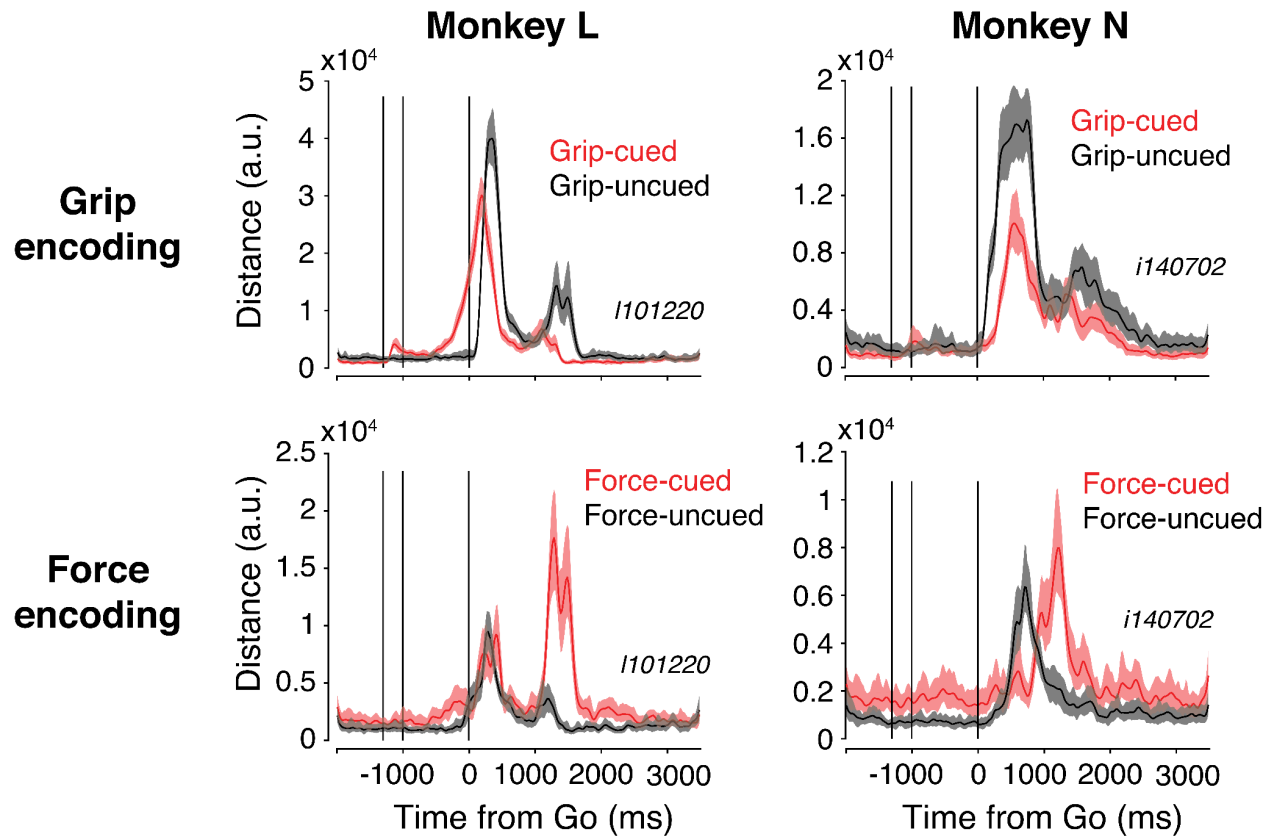 Monkey L
Monkey N
Grip
encoding
x10⁴
Distance (a.u.)
5
4
3
2
1
0
Grip-cued
Grip-uncued
l101220
x10⁴
2
1.6
1.2
0.8
0.4
0
Grip-cued
Grip-uncued
i140702
Force
encoding
x10⁴
Distance (a.u.)
2.5
2
1.5
1
0.5
0
Force-cued
Force-uncued
l101220
-1000 0 1000 2000 3000
Time from Go (ms)
x10⁴
1.2
1
0.8
0.6
0.4
0.2
0
Force-cued
Force-uncued
i140702
-1000 0 1000 2000 3000
Time from Go (ms)